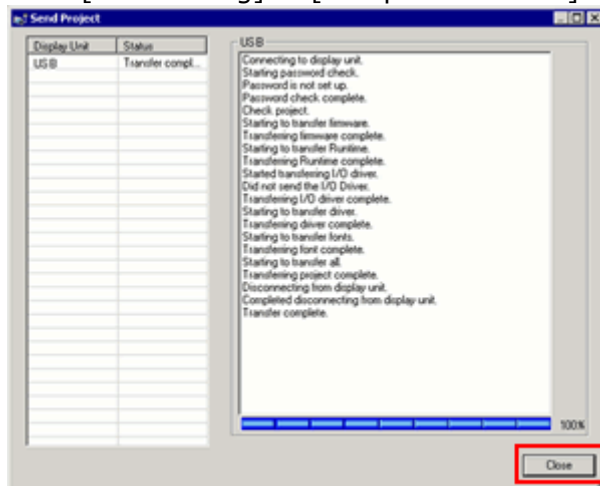 Send Project
Display Unit Status
USB Transfer compl...
USB
Connecting to display unit.
Starting password check.
Password is not set up.
Password check complete.
Check project.
Starting to transfer firmware.
Transferring firmware complete.
Starting to transfer Runtime.
Transferring Runtime complete.
Started transferring I/O driver.
Did not send the I/O Driver.
Transferring I/O driver complete.
Starting to transfer driver.
Transferring driver complete.
Starting to transfer fonts.
Transferring font complete.
Starting to transfer all.
Transferring project complete.
Disconnecting from display unit.
Completed disconnecting from display unit.
Transfer complete.
100%
Close